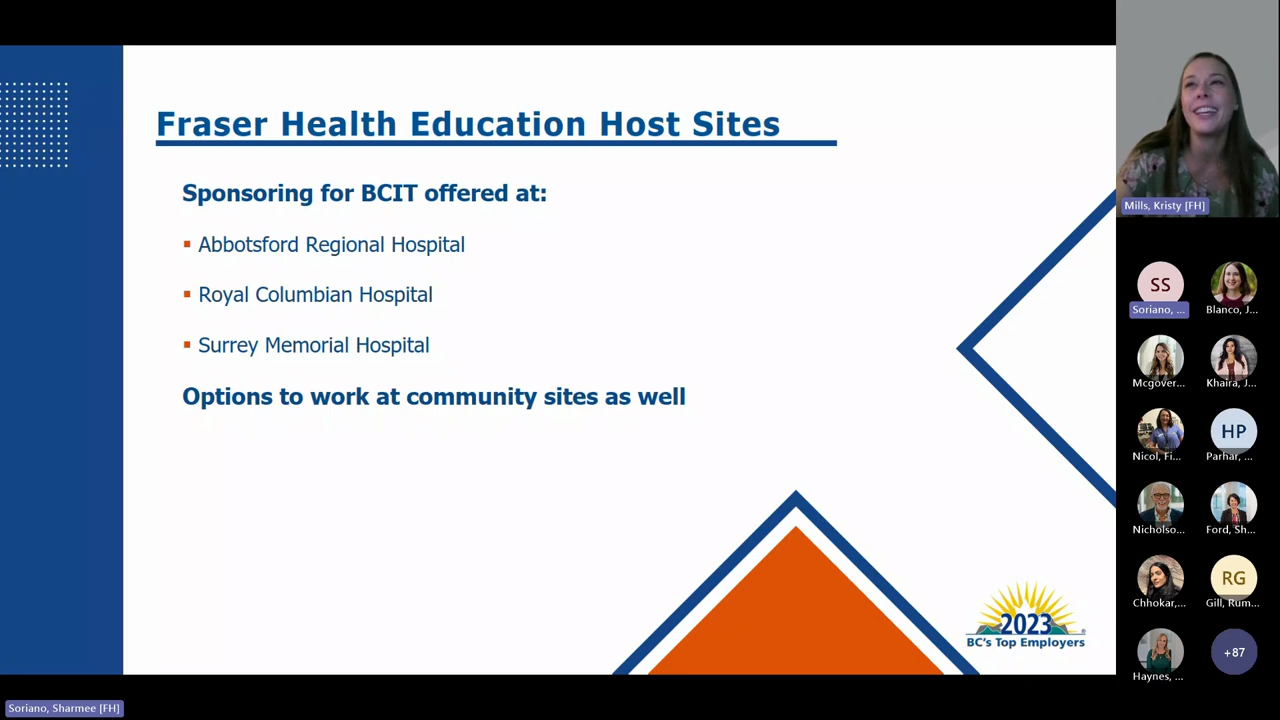 Fraser Health Education Host Sites
Sponsoring for BCIT offered at:
▪ Abbotsford Regional Hospital
▪ Royal Columbian Hospital
▪ Surrey Memorial Hospital
Options to work at community sites as well
2023
BC's Top Employers
®
Mills, Kristy [FH]
SS
Soriano, ...
Blanco, J...
Mcgover...
Khaira, J...
Nicol, Fi...
HP
Parhar, ...
Nicholso...
Ford, Sh...
Chhokar,...
RG
Gill, Rum...
Haynes, ...
+87
Soriano, Sharmee [FH]